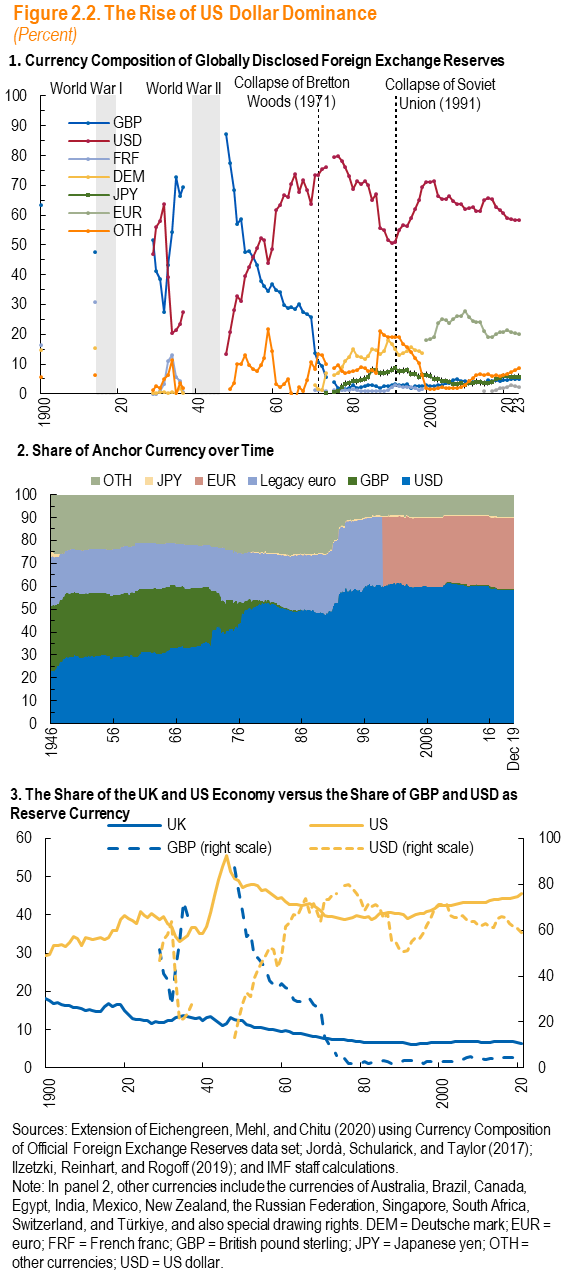 Figure 2.2. The Rise of US Dollar Dominance
(Percent)
1. Currency Composition of Globally Disclosed Foreign Exchange Reserves
World War I
World War II
Collapse of Bretton
Woods (1971)
Collapse of Soviet
Union (1991)
100
90
80
70
60
50
40
30
20
10
0
GBP
USD
FRF
DEM
JPY
EUR
OTH
1900
20
40
60
80
2000
20
23
2. Share of Anchor Currency over Time
OTH
JPY
EUR
Legacy euro
GBP
USD
100
90
80
70
60
50
40
30
20
10
0
1946
56
66
76
86
96
2006
16
Dec 19
3. The Share of the UK and US Economy versus the Share of GBP and USD as
Reserve Currency
UK
US
GBP (right scale)
USD (right scale)
60
50
40
30
20
10
0
100
80
60
40
20
0
1900
20
40
60
80
2000
20
Sources: Extension of Eichengreen, Mehl, and Chitu (2020) using Currency Composition
of Official Foreign Exchange Reserves data set; Jordà, Schularick, and Taylor (2017);
Ilzetzki, Reinhart, and Rogoff (2019); and IMF staff calculations.
Note: In panel 2, other currencies include the currencies of Australia, Brazil, Canada,
Egypt, India, Mexico, New Zealand, the Russian Federation, Singapore, South Africa,
Switzerland, and Türkiye, and also special drawing rights. DEM = Deutsche mark; EUR =
euro; FRF = French franc; GBP = British pound sterling; JPY = Japanese yen; OTH =
other currencies; USD = US dollar.